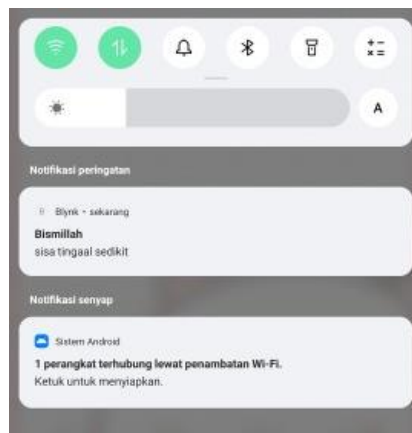 A
Notifikasi peringatan
Blynk • sekarang
Bismillah
sisa tingaal sedikit
Notifikasi senyap
Sistem Android
1 perangkat terhubung lewat penambatan Wi-Fi.
Ketuk untuk menyiapkan.